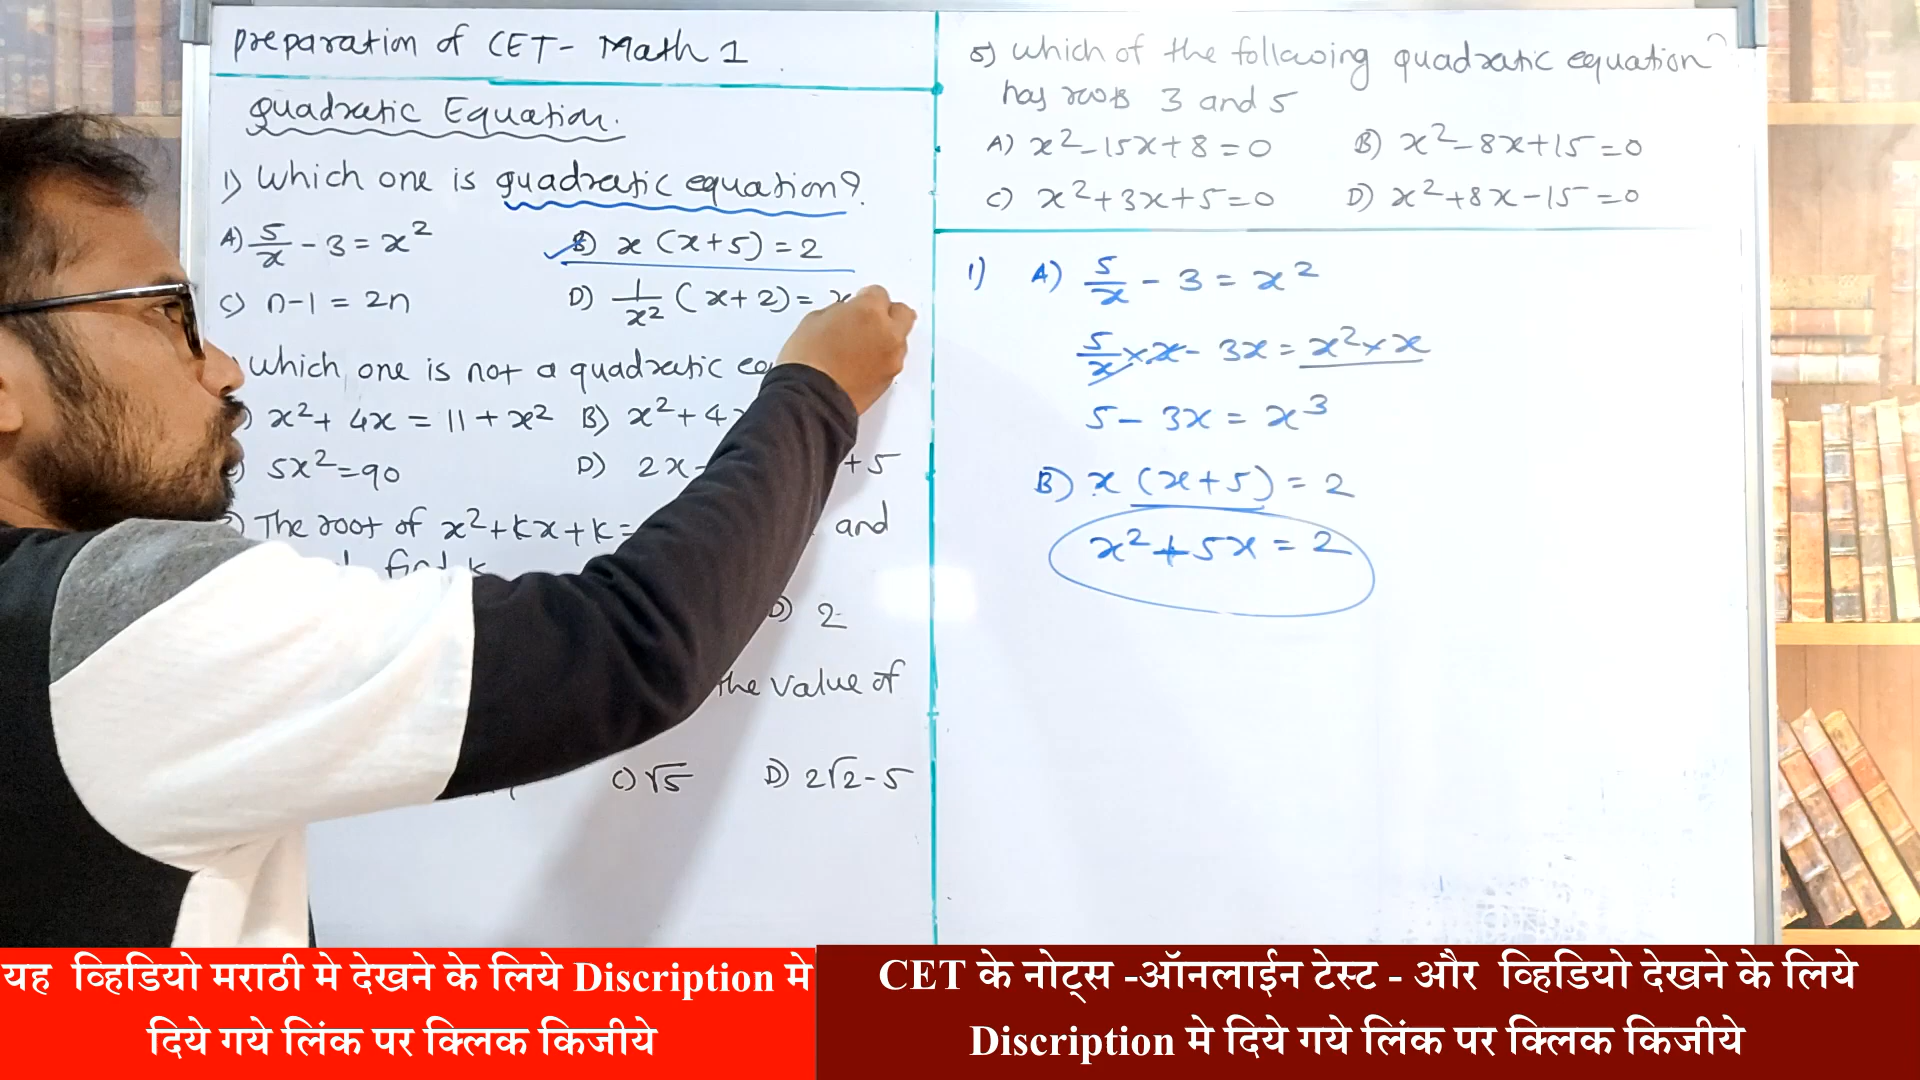 preparation of CET- Math 1
quadratic Equation.
1) Which one is quadratic equation?
A) 5/x - 3 = x²
B) x (x+5) = 2
C) n-1 = 2n
D) 1/x² (x+2) = x
Which one is not a quadratic
x² + 4x = 11 + x² B) x² + 4
5x² = 90
D) 2x +5
The root of x² + kx + k = and
find k
D) 2
the value of
C) √5 D) 2√2 - 5
5) Which of the following quadratic equation
has roots 3 and 5
A) x² - 15x + 8 = 0 B) x² - 8x + 15 = 0
C) x² + 3x + 5 = 0 D) x² + 8x - 15 = 0
1) A) 5/x - 3 = x²
5/x × x - 3x = x² × x
5 - 3x = x³
B) x (x+5) = 2
x² + 5x = 2
यह व्हिडियो मराठी मे देखने के लिये Discription मे
दिये गये लिंक पर क्लिक किजीये
CET के नोट्स -ऑनलाईन टेस्ट - और व्हिडियो देखने के लिये
Discription मे दिये गये लिंक पर क्लिक किजीये